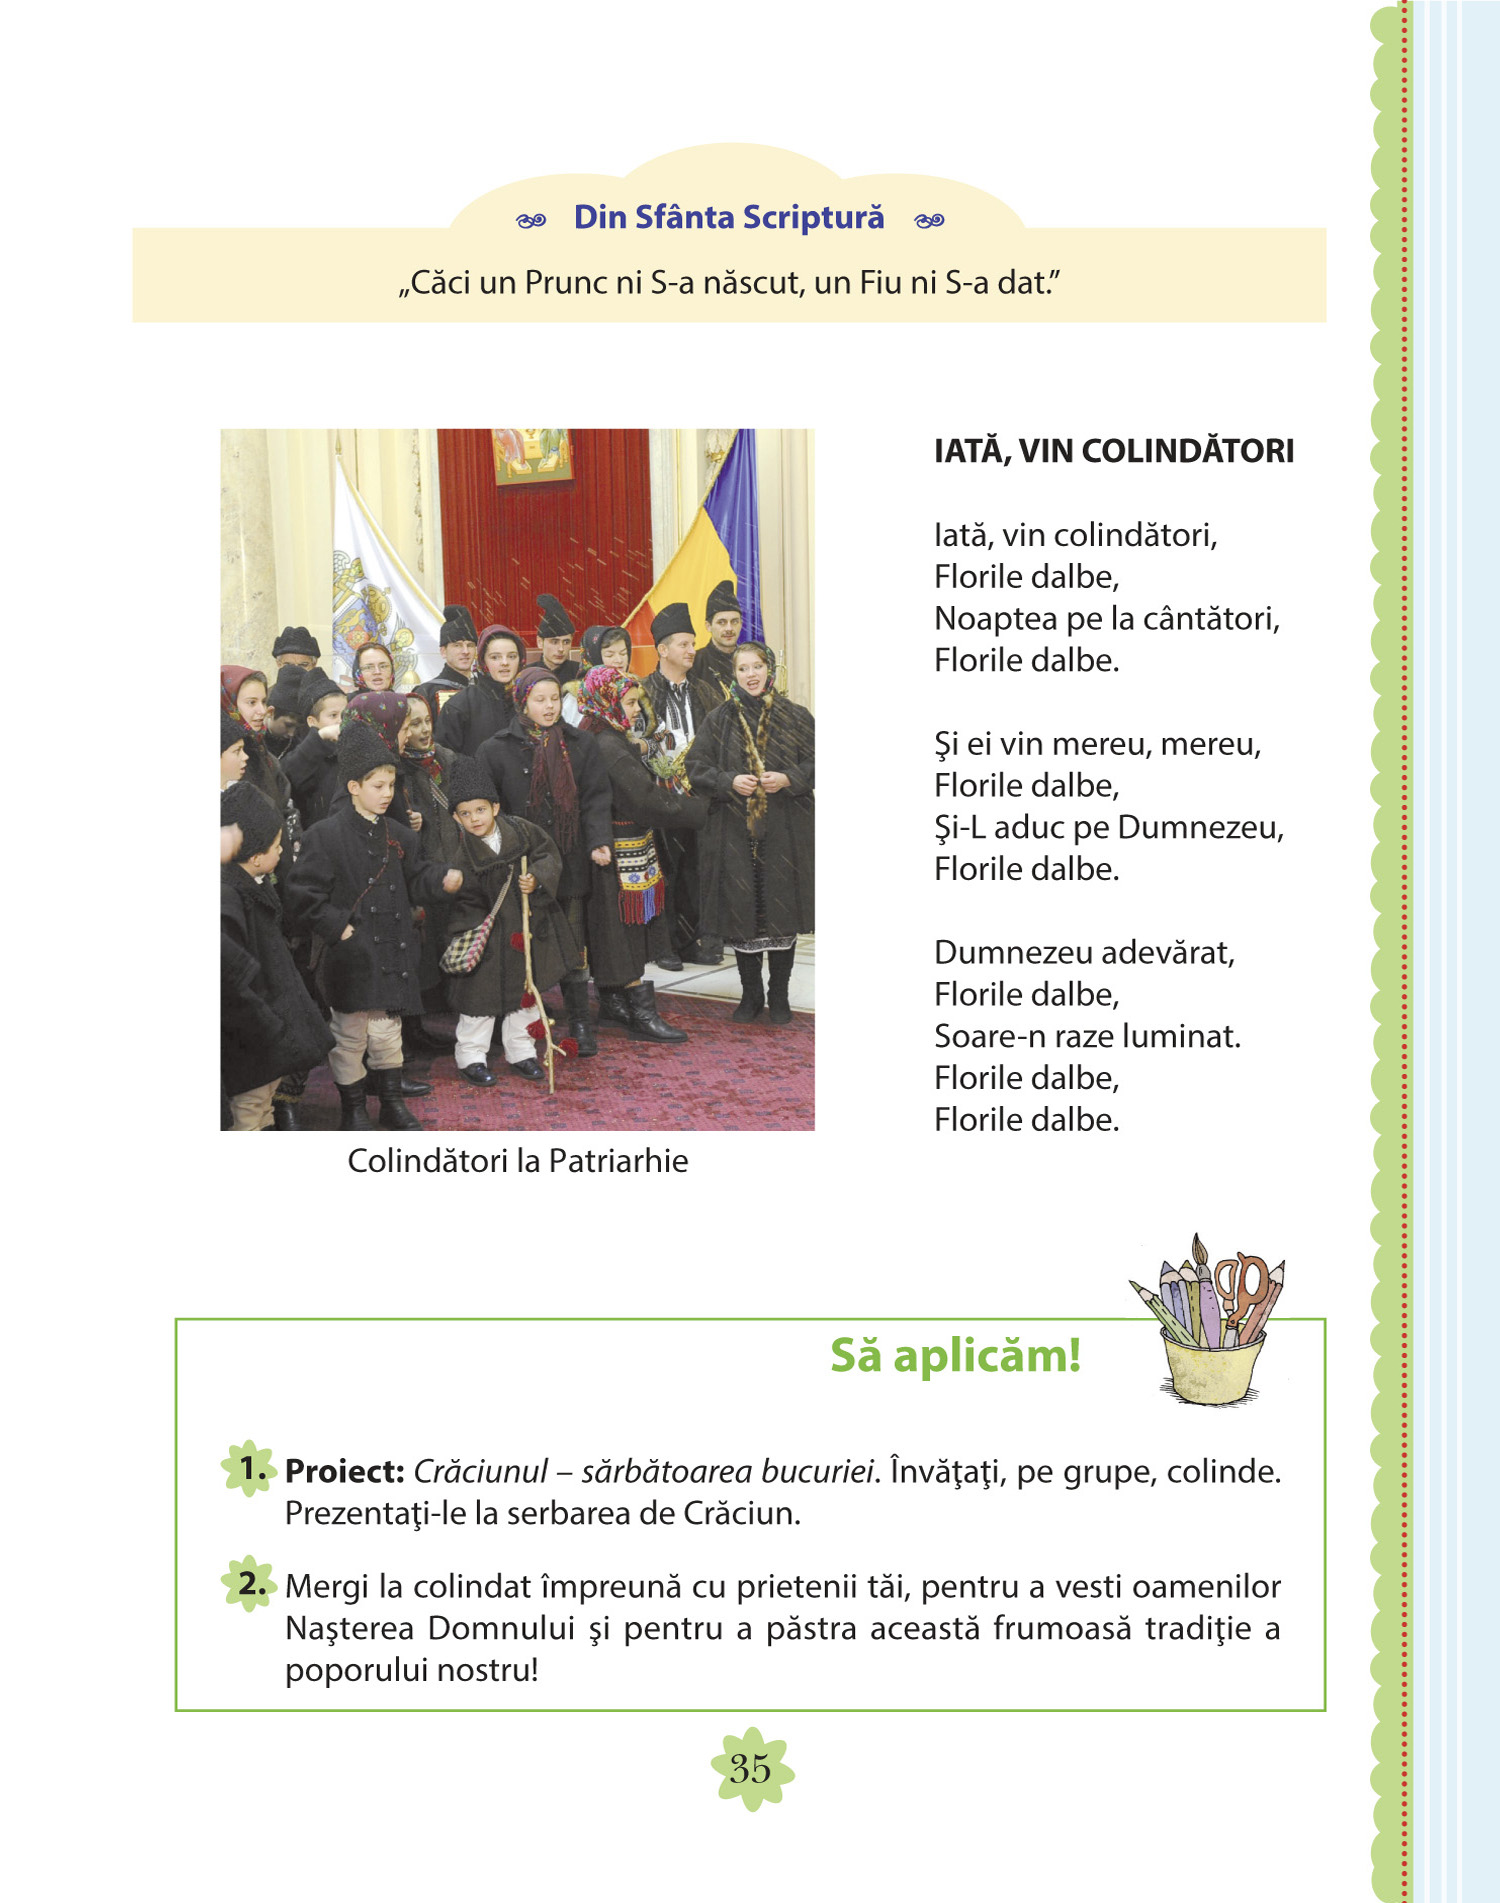 Din Sfânta Scriptură
„Căci un Prunc ni S-a născut, un Fiu ni S-a dat.”
IATĂ, VIN COLINDĂTORI
Iată, vin colindători,
Florile dalbe,
Noaptea pe la cântători,
Florile dalbe.
Şi ei vin mereu, mereu,
Florile dalbe,
Şi-L aduc pe Dumnezeu,
Florile dalbe.
Dumnezeu adevărat,
Florile dalbe,
Soare-n raze luminat.
Florile dalbe,
Florile dalbe.
Colindători la Patriarhie
Să aplicăm!
1. Proiect: Crăciunul – sărbătoarea bucuriei. Învăţaţi, pe grupe, colinde.
Prezentaţi-le la serbarea de Crăciun.
2. Mergi la colindat împreună cu prietenii tăi, pentru a vesti oamenilor
Naşterea Domnului şi pentru a păstra această frumoasă tradiţie a
poporului nostru!
35